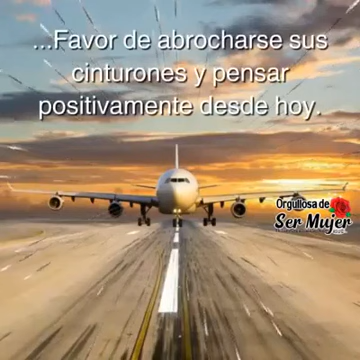 ...Favor de abrocharse sus
cinturones y pensar
positivamente desde hoy.
Orgullosa de
Ser Mujer